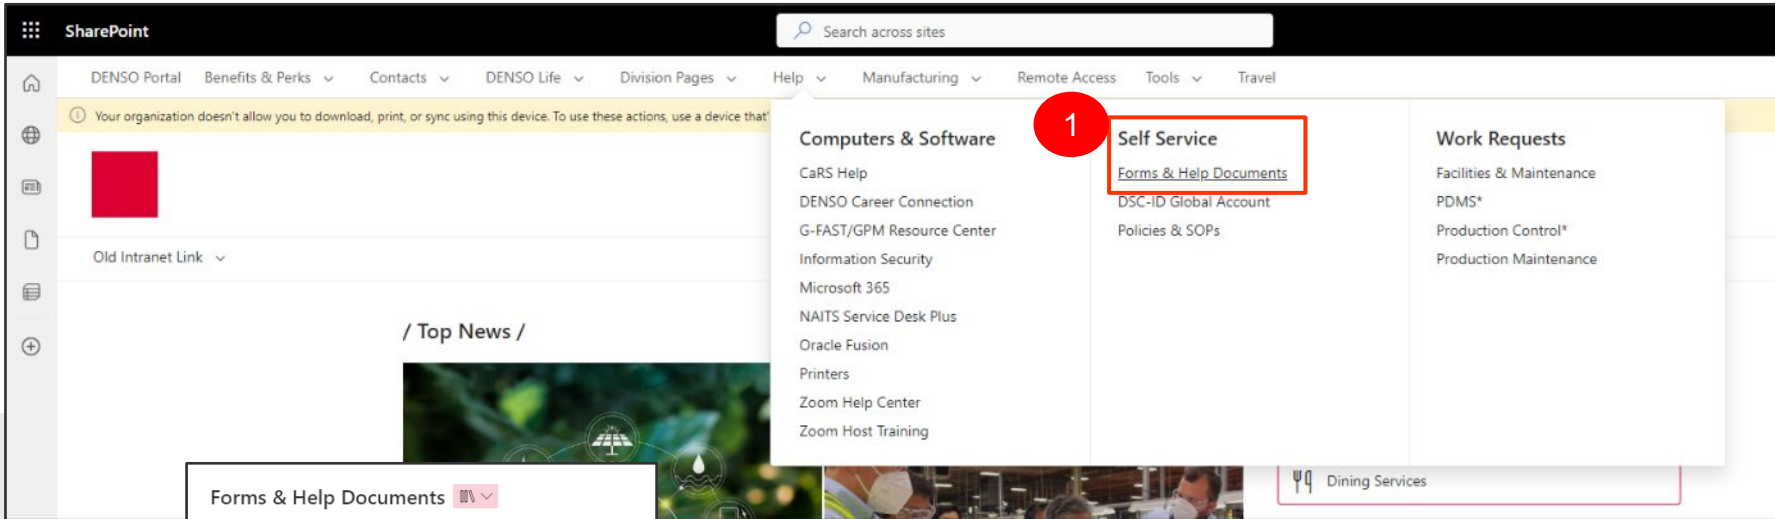 SharePoint
Search across sites
DENSO Portal Benefits & Perks Contacts DENSO Life Division Pages Help Manufacturing Remote Access Tools Travel
Your organization doesn't allow you to download, print, or sync using this device. To use these actions, use a device that'
1
Computers & Software
CaRS Help
DENSO Career Connection
G-FAST/GPM Resource Center
Information Security
Microsoft 365
NAITS Service Desk Plus
Oracle Fusion
Printers
Zoom Help Center
Zoom Host Training
Self Service
Forms & Help Documents
DSC-ID Global Account
Policies & SOPs
Work Requests
Facilities & Maintenance
PDMS*
Production Control*
Production Maintenance
Old Intranet Link
/ Top News /
Dining Services
Forms & Help Documents